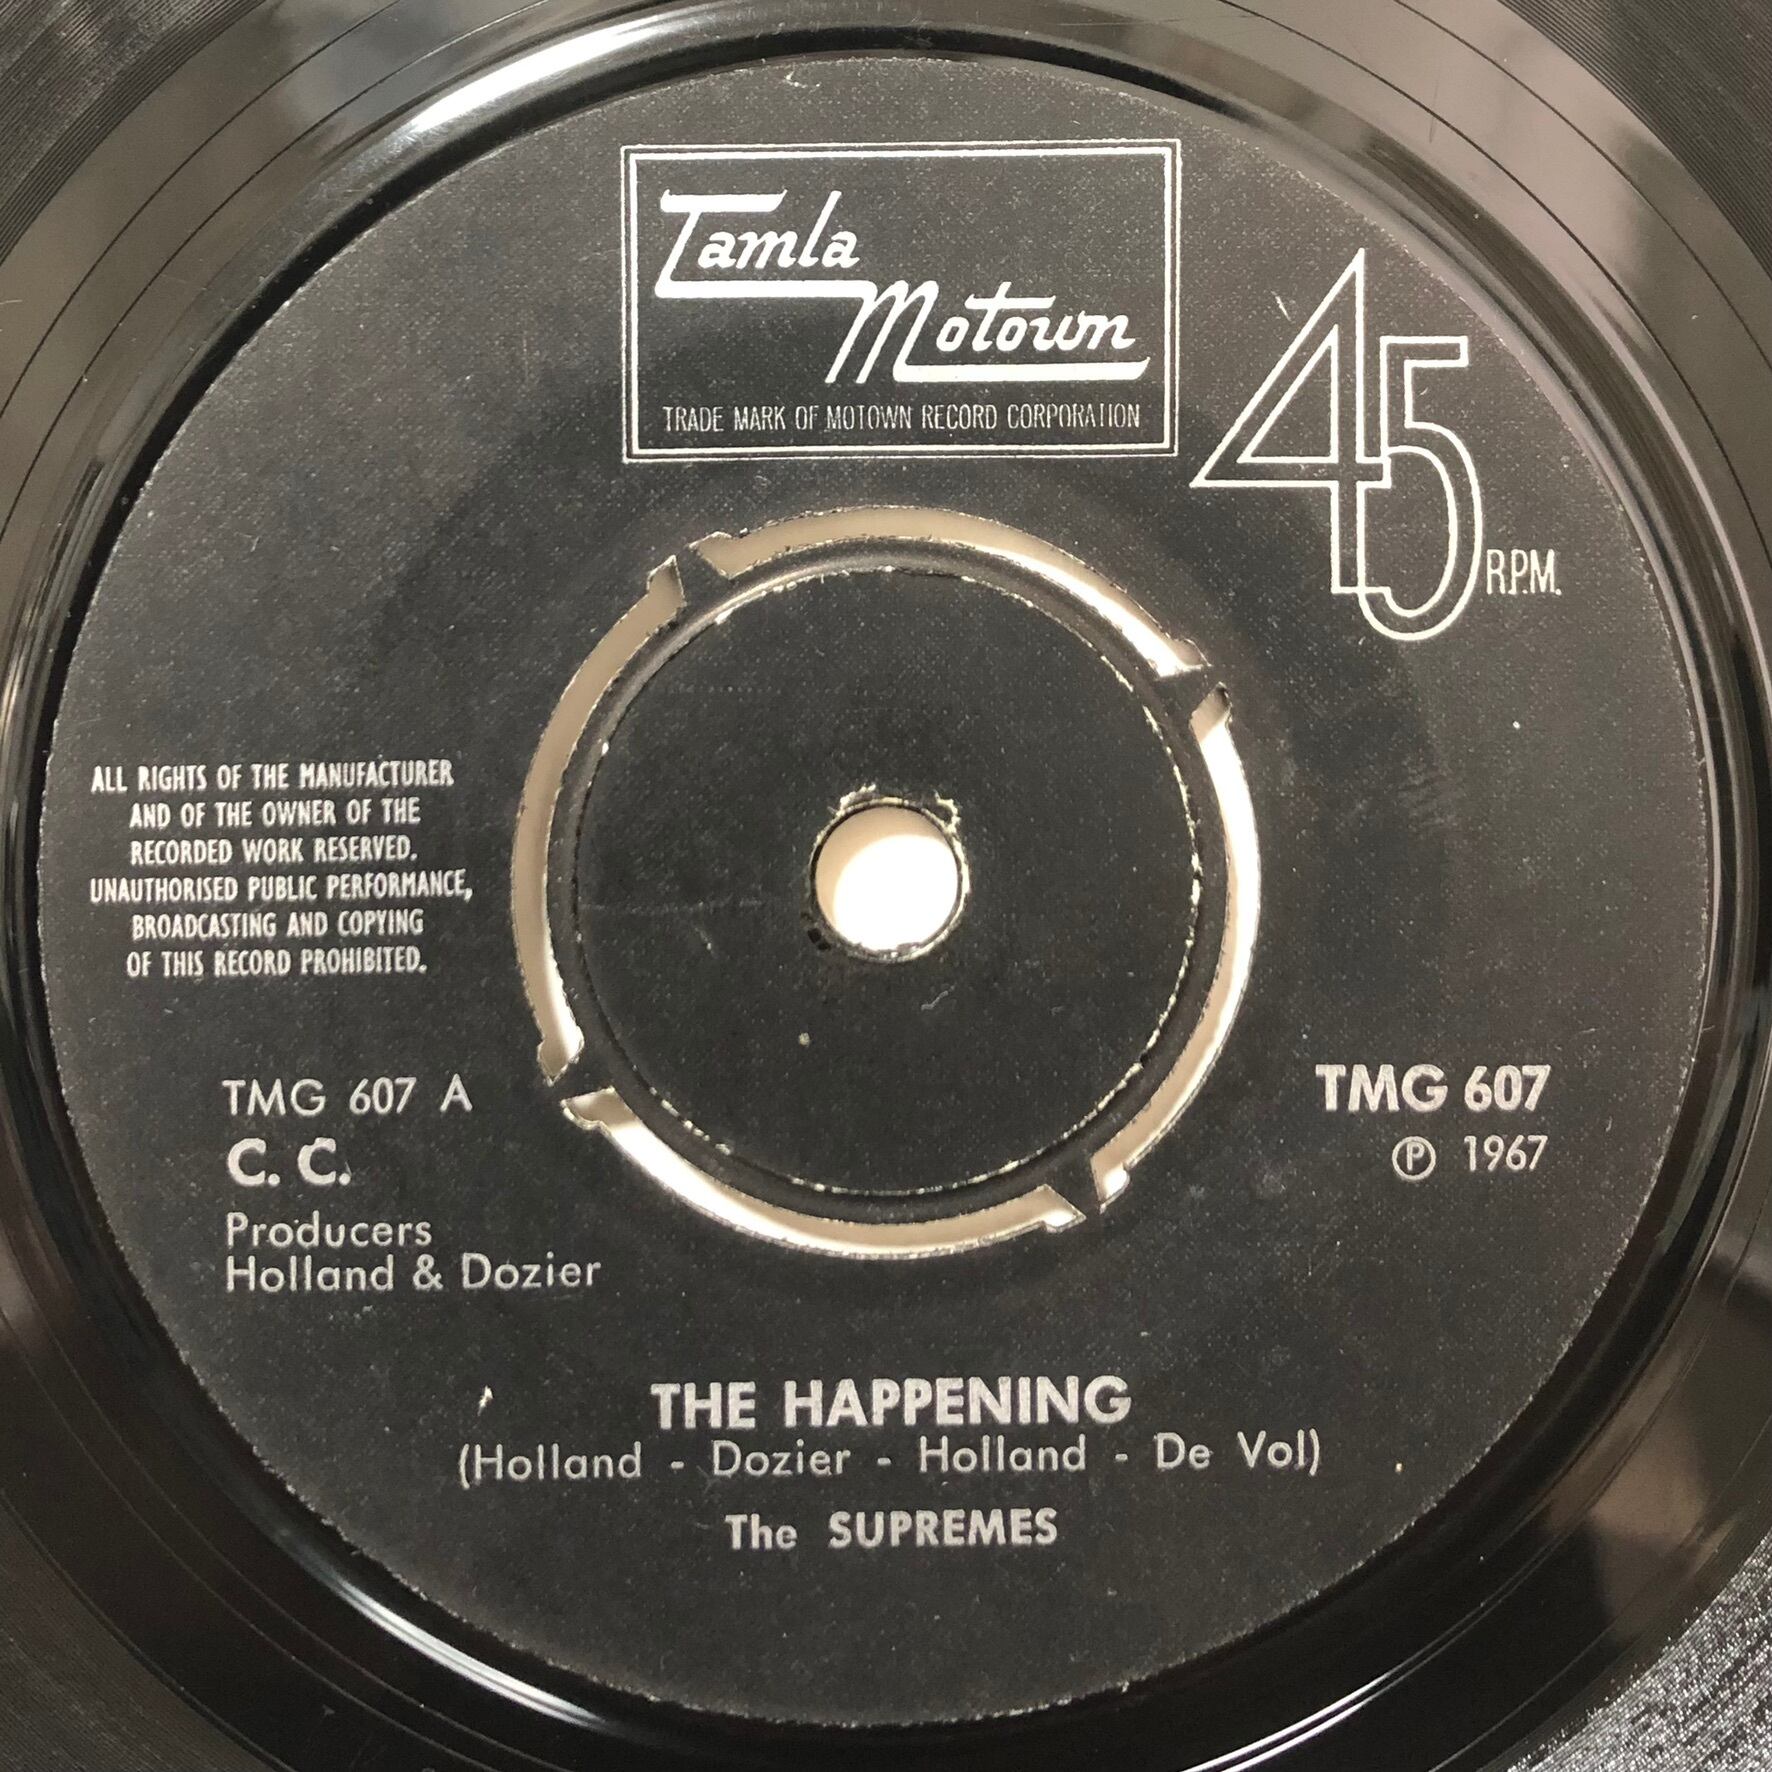 Tamla
Motown
TRADE MARK OF MOTOWN RECORD CORPORATION
45
R.P.M.
ALL RIGHTS OF THE MANUFACTURER
AND OF THE OWNER OF THE
RECORDED WORK RESERVED.
UNAUTHORISED PUBLIC PERFORMANCE,
BROADCASTING AND COPYING
OF THIS RECORD PROHIBITED.
TMG 607 A
C. C.
Producers
Holland & Dozier
TMG 607
℗ 1967
THE HAPPENING
(Holland - Dozier - Holland - De Vol)
The SUPREMES